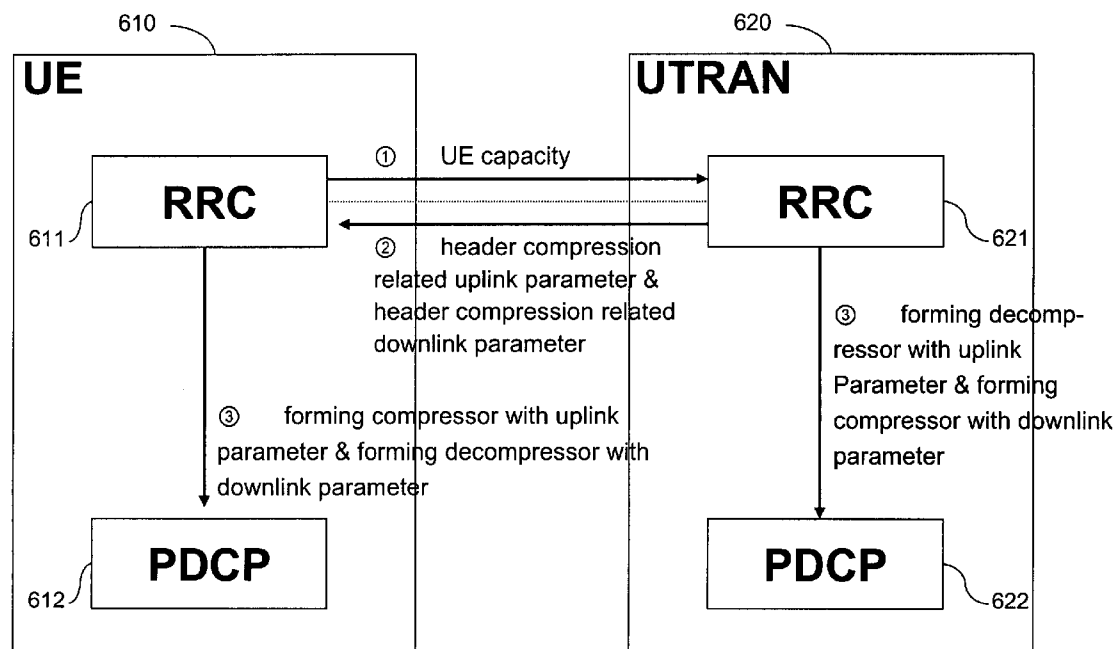 610
620
UE
UTRAN
① UE capacity
RRC
RRC
611
621
② header compression
related uplink parameter &
header compression related
downlink parameter
③ forming decomp-
ressor with uplink
Parameter & forming
compressor with downlink
parameter
③ forming compressor with uplink
parameter & forming decompressor with
downlink parameter
PDCP
PDCP
612
622